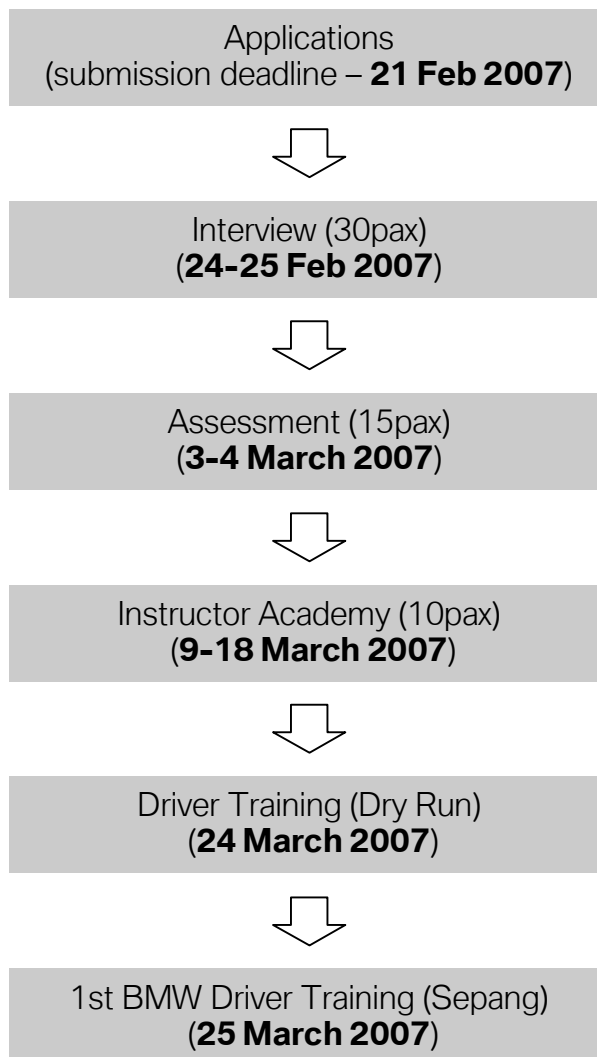 Applications
(submission deadline – 21 Feb 2007)
Interview (30pax)
(24-25 Feb 2007)
Assessment (15pax)
(3-4 March 2007)
Instructor Academy (10pax)
(9-18 March 2007)
Driver Training (Dry Run)
(24 March 2007)
1st BMW Driver Training (Sepang)
(25 March 2007)